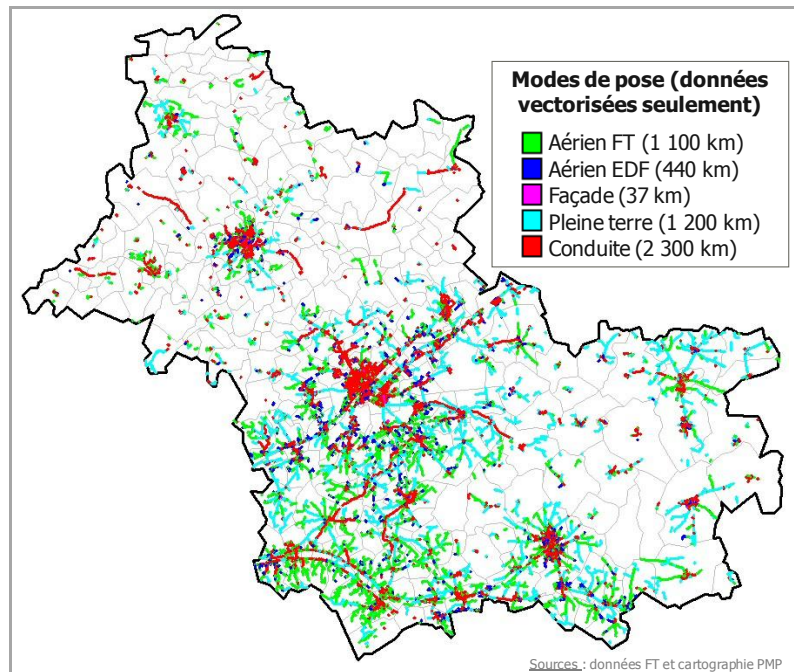 Modes de pose (données
vectorisées seulement)
Aérien FT (1 100 km)
Aérien EDF (440 km)
Façade (37 km)
Pleine terre (1 200 km)
Conduite (2 300 km)
Sources : données FT et cartographie PMP